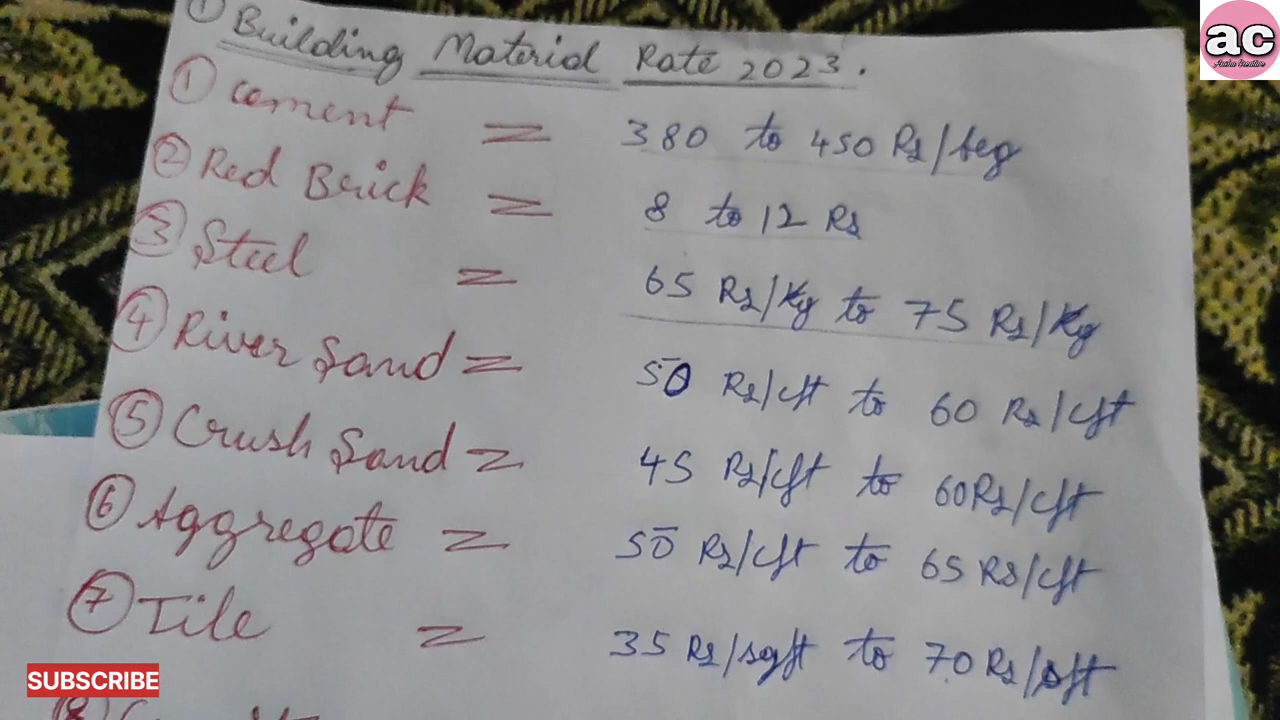 ① Building Material Rate 2023.
① Cement = 380 to 450 Rs/beg
② Red Brick = 8 to 12 Rs
③ Steel = 65 Rs/Kg to 75 Rs/Kg
④ River Sand = 50 Rs/cft to 60 Rs/cft
⑤ Crush Sand = 45 Rs/cft to 60Rs/cft
⑥ Aggregate = 50 Rs/cft to 65 Rs/cft
⑦ Tile = 35 Rs/sqft to 70 Rs/sft
⑧
ac
SUBSCRIBE